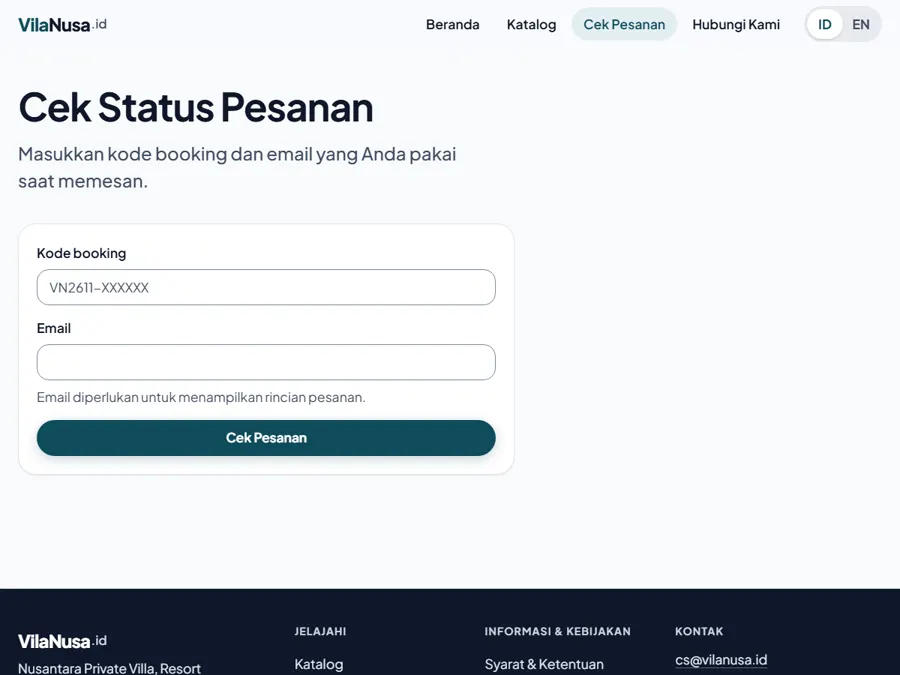 VilaNusa.id
Beranda
Katalog
Cek Pesanan
Hubungi Kami
ID
EN
Cek Status Pesanan
Masukkan kode booking dan email yang Anda pakai
saat memesan.
Kode booking
VN2611-XXXXXX
Email
Email diperlukan untuk menampilkan rincian pesanan.
Cek Pesanan
VilaNusa.id
Nusantara Private Villa, Resort
JELAJAHI
Katalog
INFORMASI & KEBIJAKAN
Syarat & Ketentuan
KONTAK
cs@vilanusa.id